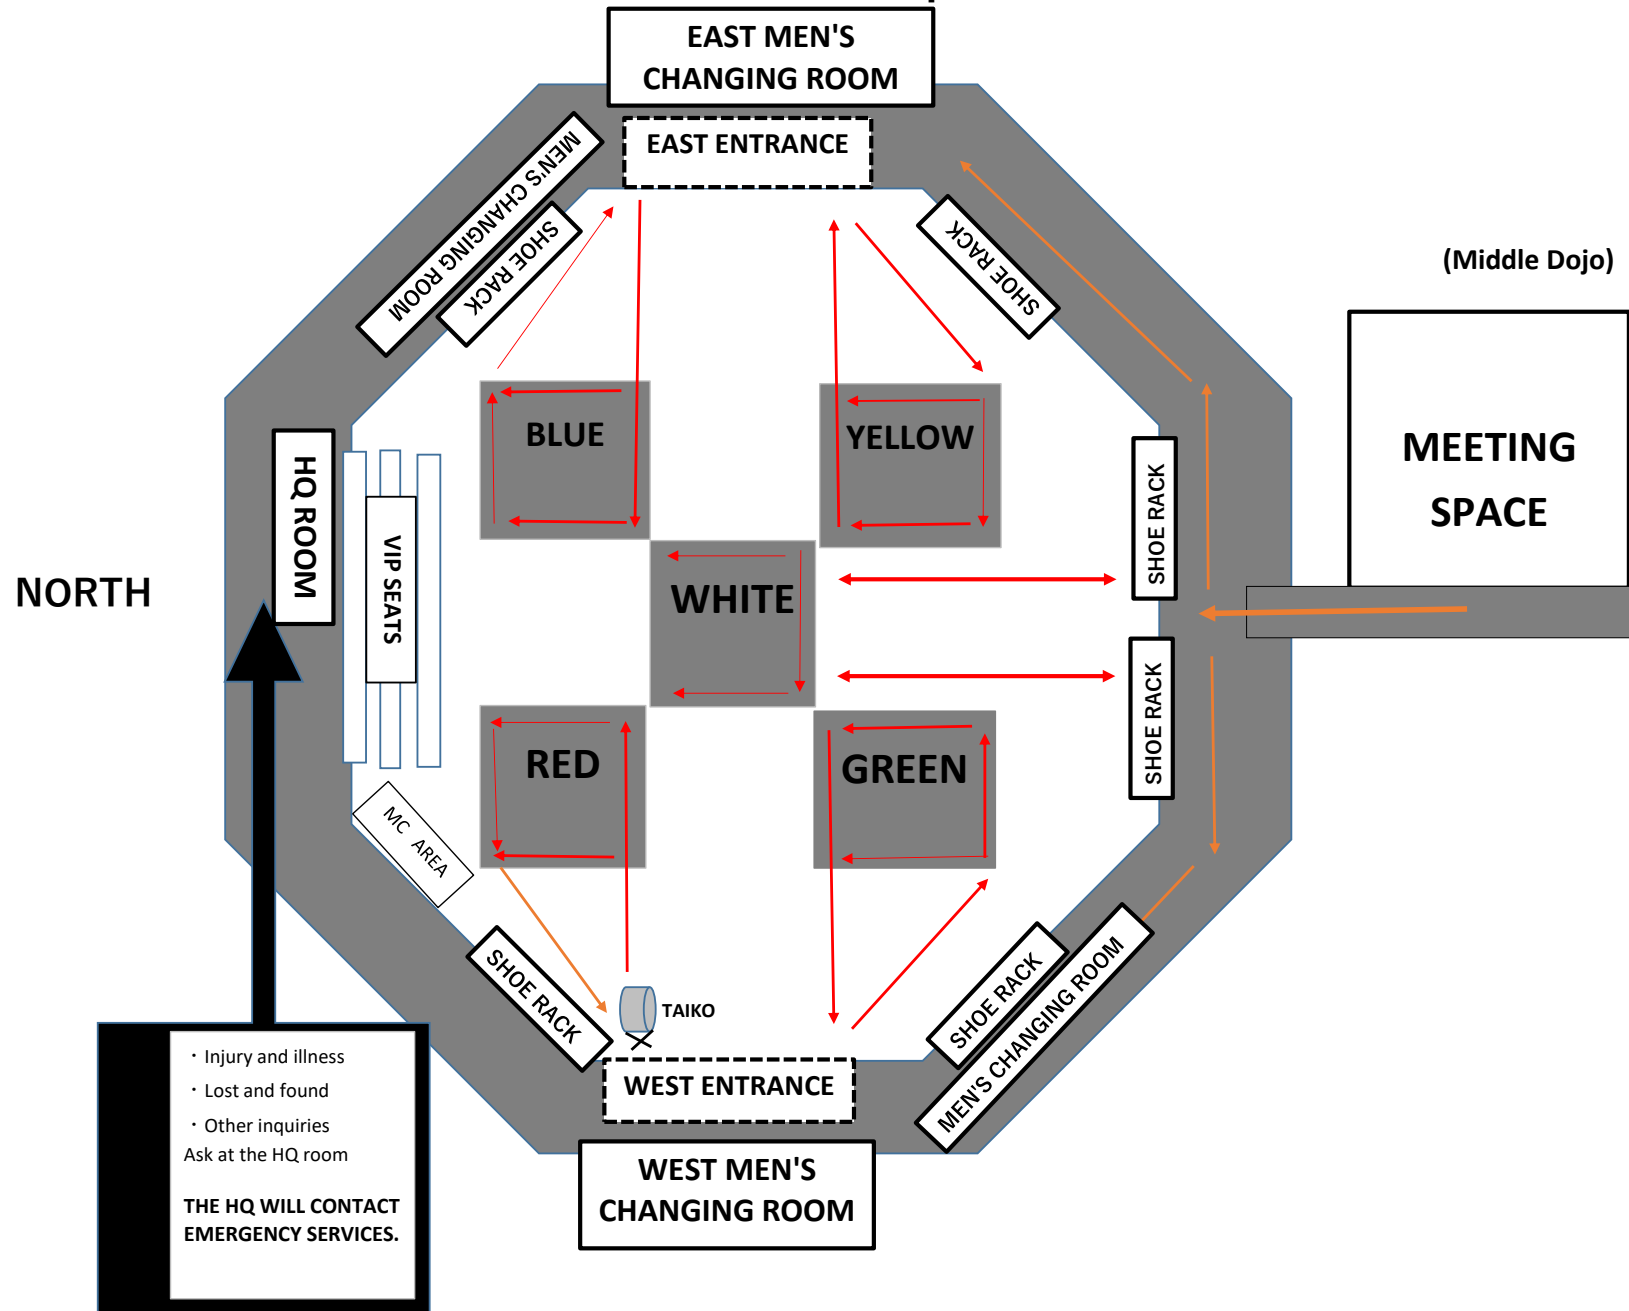 EAST MEN'S
CHANGING ROOM
EAST ENTRANCE
MEN'S CHANGING ROOM
SHOE RACK
SHOE RACK
(Middle Dojo)
MEETING
SPACE
BLUE
YELLOW
HQ ROOM
VIP SEATS
SHOE RACK
NORTH
WHITE
SHOE RACK
RED
GREEN
MC AREA
SHOE RACK
TAIKO
SHOE RACK
MEN'S CHANGING ROOM
WEST ENTRANCE
WEST MEN'S
CHANGING ROOM
・Injury and illness
・Lost and found
・Other inquiries
Ask at the HQ room
THE HQ WILL CONTACT
EMERGENCY SERVICES.